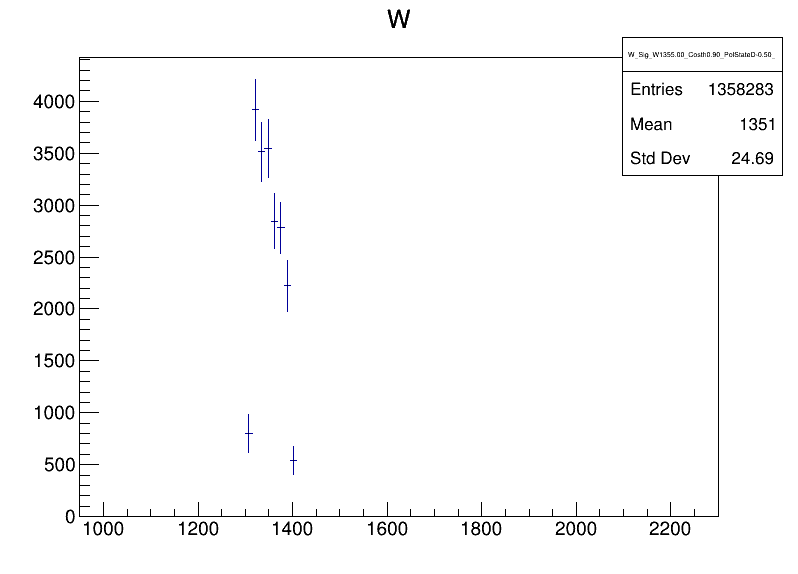 W
W_Sig_W1355.00_Costh0.90_PolStateD-0.50_
Entries 1358283
Mean 1351
Std Dev 24.69
4000
3500
3000
2500
2000
1500
1000
500
0
1000 1200 1400 1600 1800 2000 2200